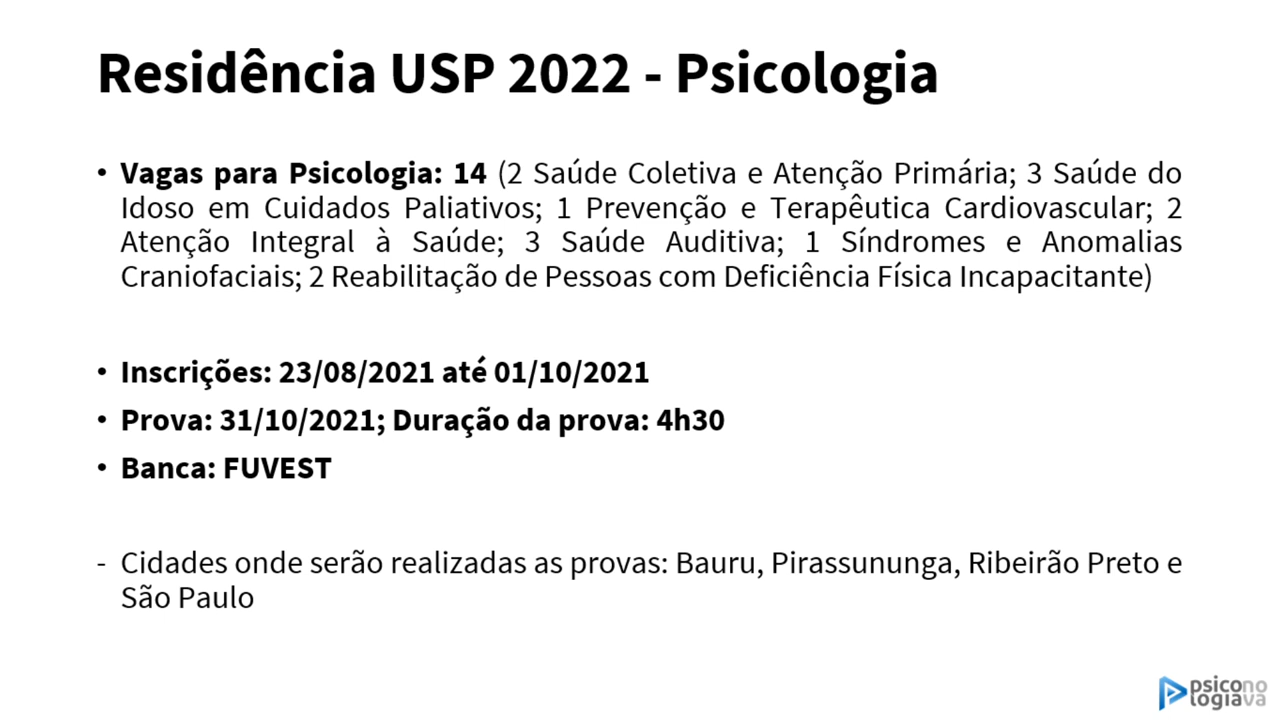 Residência USP 2022 - Psicologia
• Vagas para Psicologia: 14 (2 Saúde Coletiva e Atenção Primária; 3 Saúde do
Idoso em Cuidados Paliativos; 1 Prevenção e Terapêutica Cardiovascular; 2
Atenção Integral à Saúde; 3 Saúde Auditiva; 1 Síndromes e Anomalias
Craniofaciais; 2 Reabilitação de Pessoas com Deficiência Física Incapacitante)
• Inscrições: 23/08/2021 até 01/10/2021
• Prova: 31/10/2021; Duração da prova: 4h30
• Banca: FUVEST
- Cidades onde serão realizadas as provas: Bauru, Pirassununga, Ribeirão Preto e
São Paulo
psicono
logiava